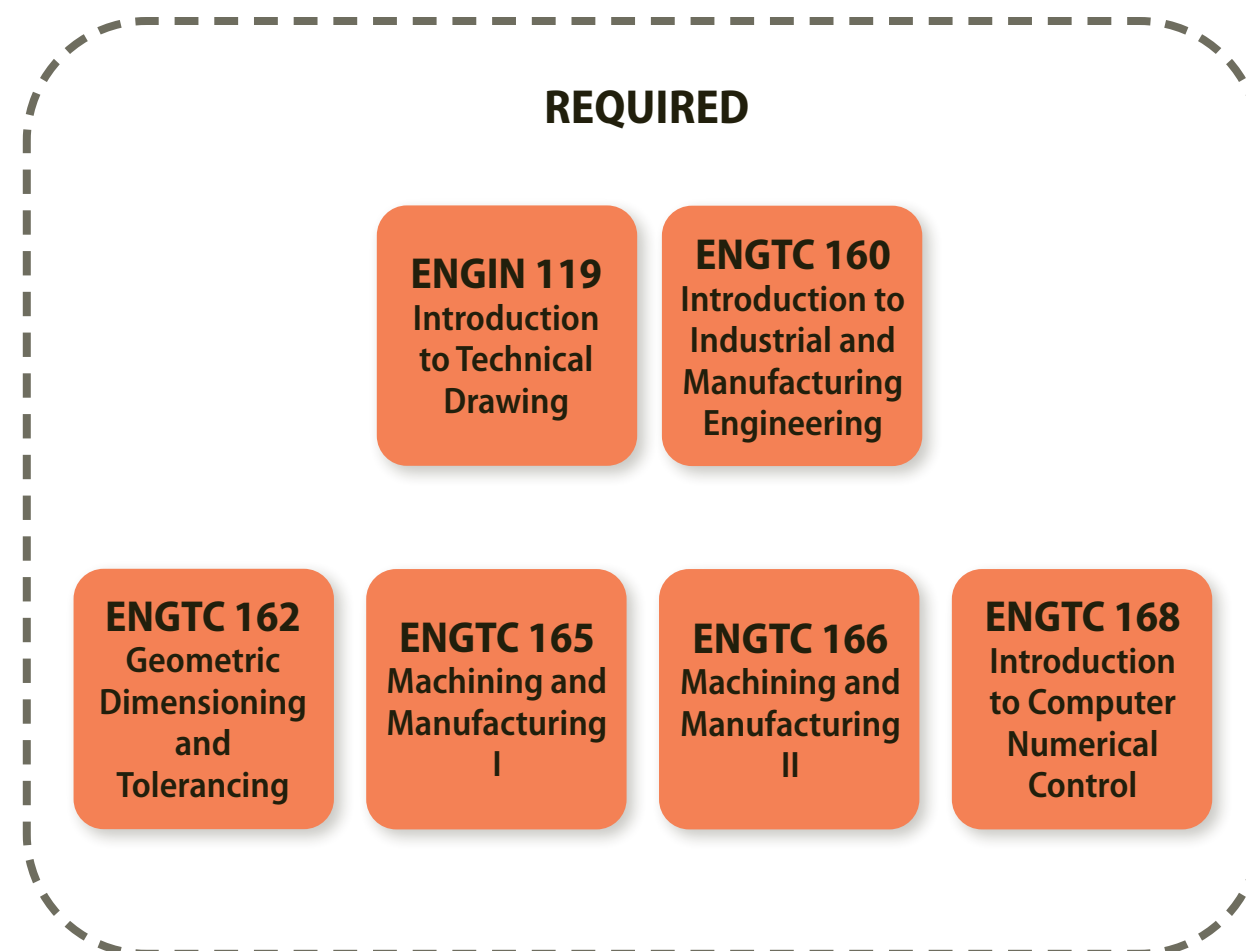 REQUIRED
ENGIN 119
Introduction
to Technical
Drawing
ENGTC 160
Introduction to
Industrial and
Manufacturing
Engineering
ENGTC 162
Geometric
Dimensioning
and
Tolerancing
ENGTC 165
Machining and
Manufacturing
I
ENGTC 166
Machining and
Manufacturing
II
ENGTC 168
Introduction
to Computer
Numerical
Control